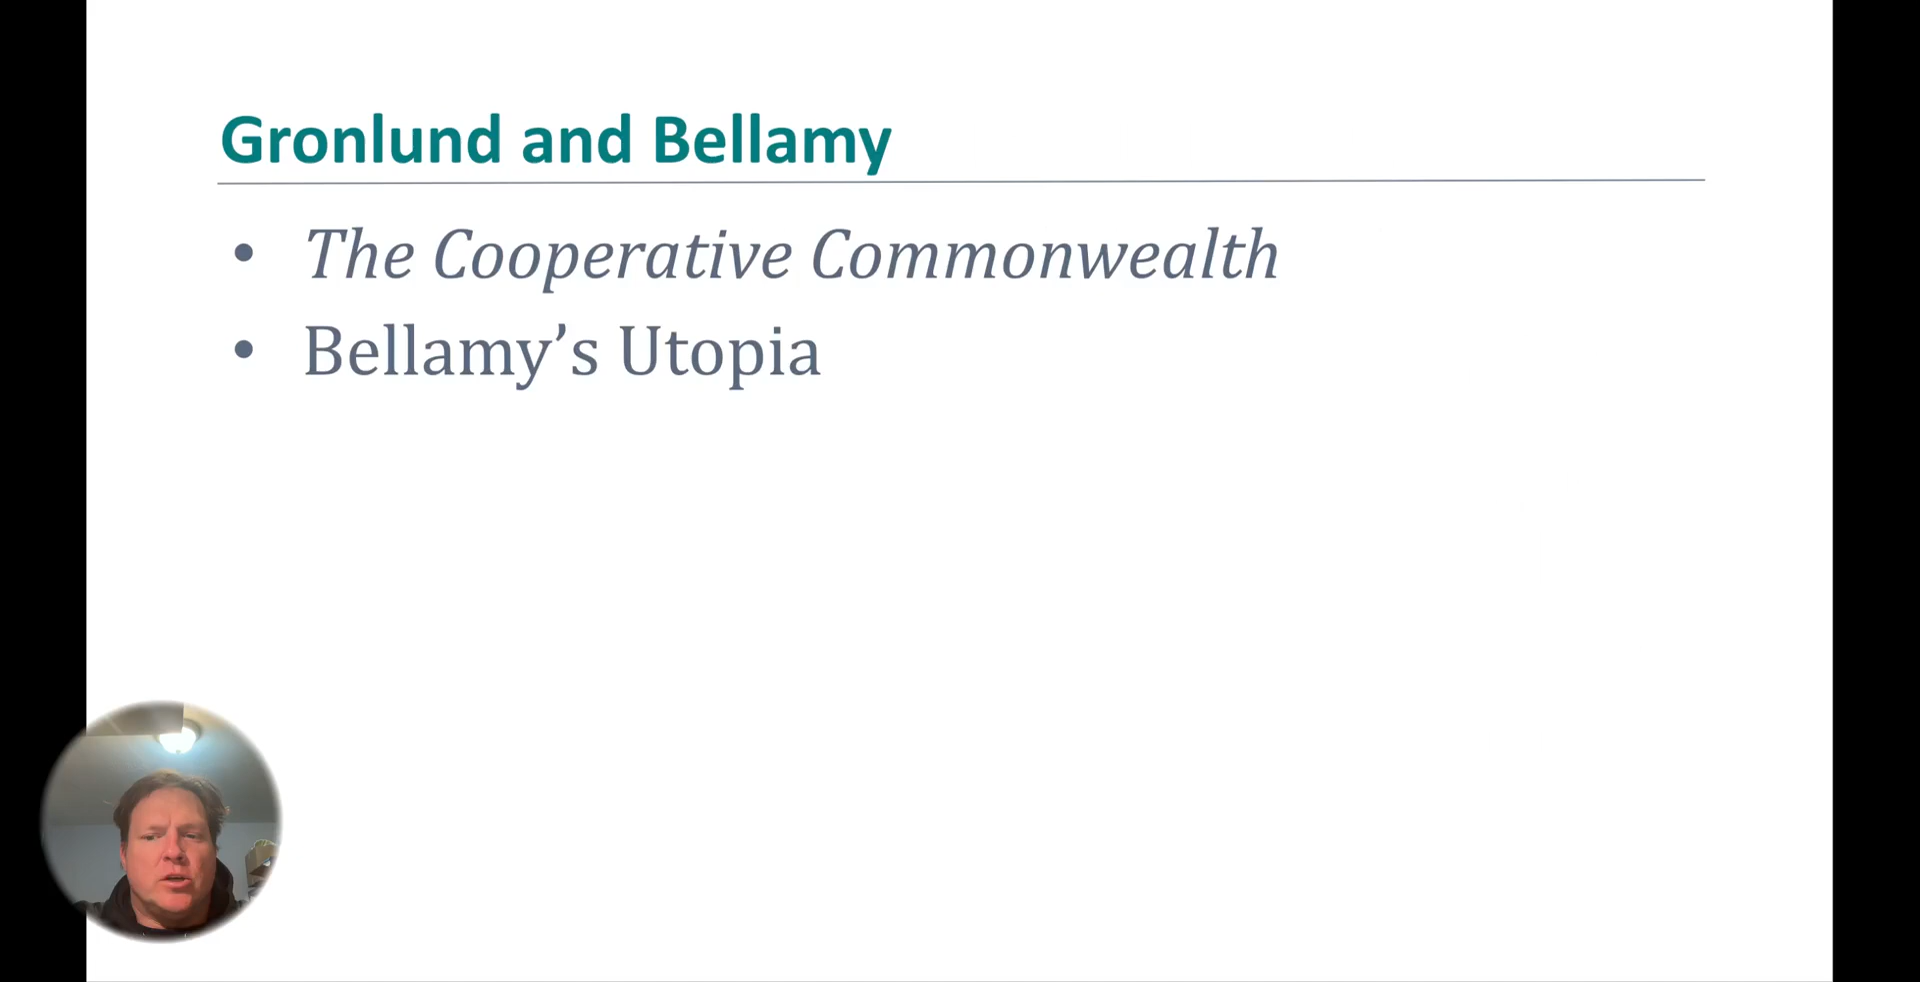 Gronlund and Bellamy
• The Cooperative Commonwealth
• Bellamy’s Utopia